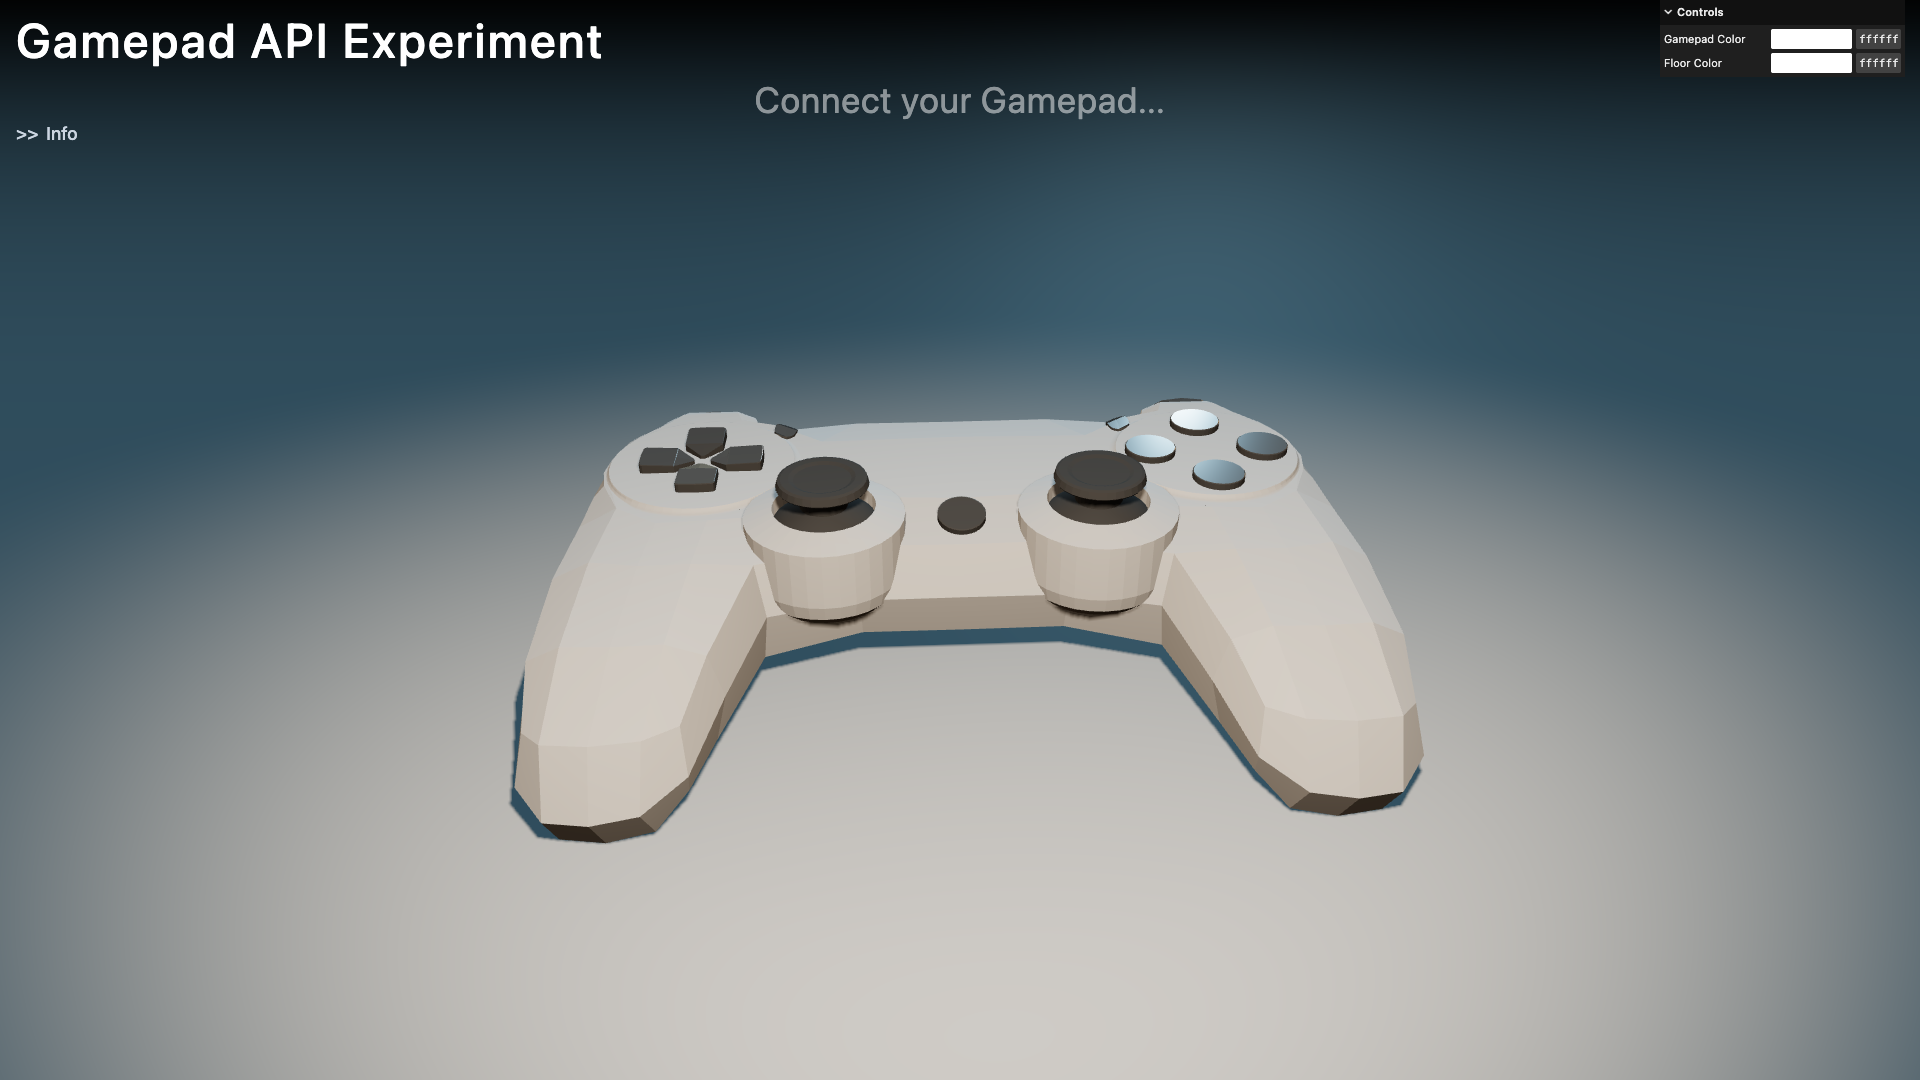 Gamepad API Experiment
Connect your Gamepad...
>> Info
Controls
Gamepad Color ffffff
Floor Color ffffff